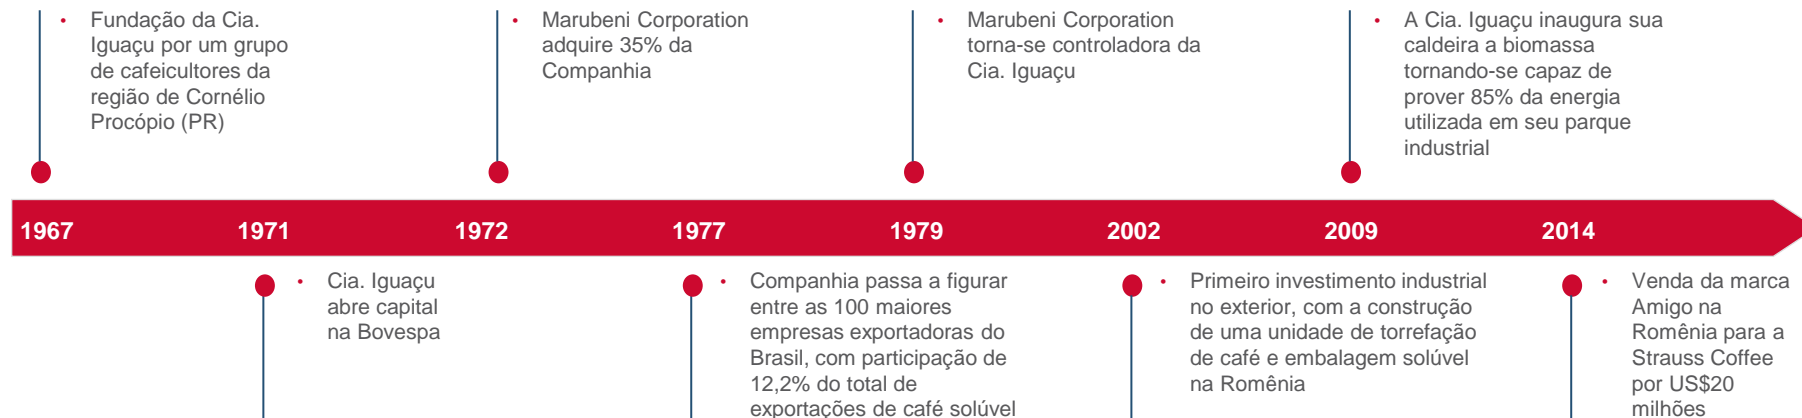 • Fundação da Cia.
Iguaçu por um grupo
de cafeicultores da
região de Cornélio
Procópio (PR)
• Marubeni Corporation
adquire 35% da
Companhia
• Marubeni Corporation
torna-se controladora da
Cia. Iguaçu
• A Cia. Iguaçu inaugura sua
caldeira a biomassa
tornando-se capaz de
prover 85% da energia
utilizada em seu parque
industrial
1967 1971 1972 1977 1979 2002 2009 2014
• Cia. Iguaçu
abre capital
na Bovespa
• Companhia passa a figurar
entre as 100 maiores
empresas exportadoras do
Brasil, com participação de
12,2% do total de
exportações de café solúvel
• Primeiro investimento industrial
no exterior, com a construção
de uma unidade de torrefação
de café e embalagem solúvel
na Romênia
• Venda da marca
Amigo na
Romênia para a
Strauss Coffee
por US$20
milhões